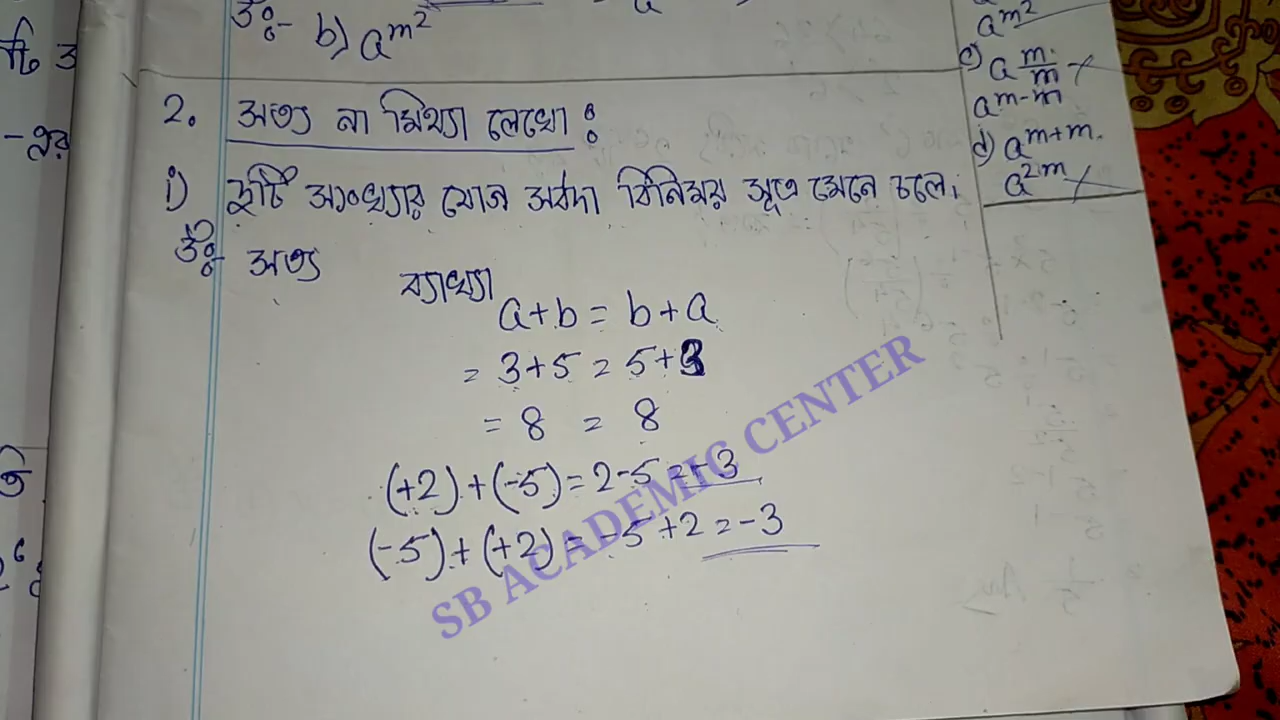 উঃ- b) a^m²
2. সত্য না মিথ্যা লেখো :
i) দুটি সংখ্যার যোগ সর্বদা বিনিময় সূত্র মেনে চলে।
উঃ- সত্য
ব্যাখ্যা
a+b = b+a
= 3+5 = 5+3
= 8 = 8
(+2)+(-5) = 2-5 = -3
(-5)+(+2) = -5+2 = -3
a^m²
c) a^m/m ×
a^m-m
d) a^m+m
a^2m ×
SB ACADEMIC CENTER